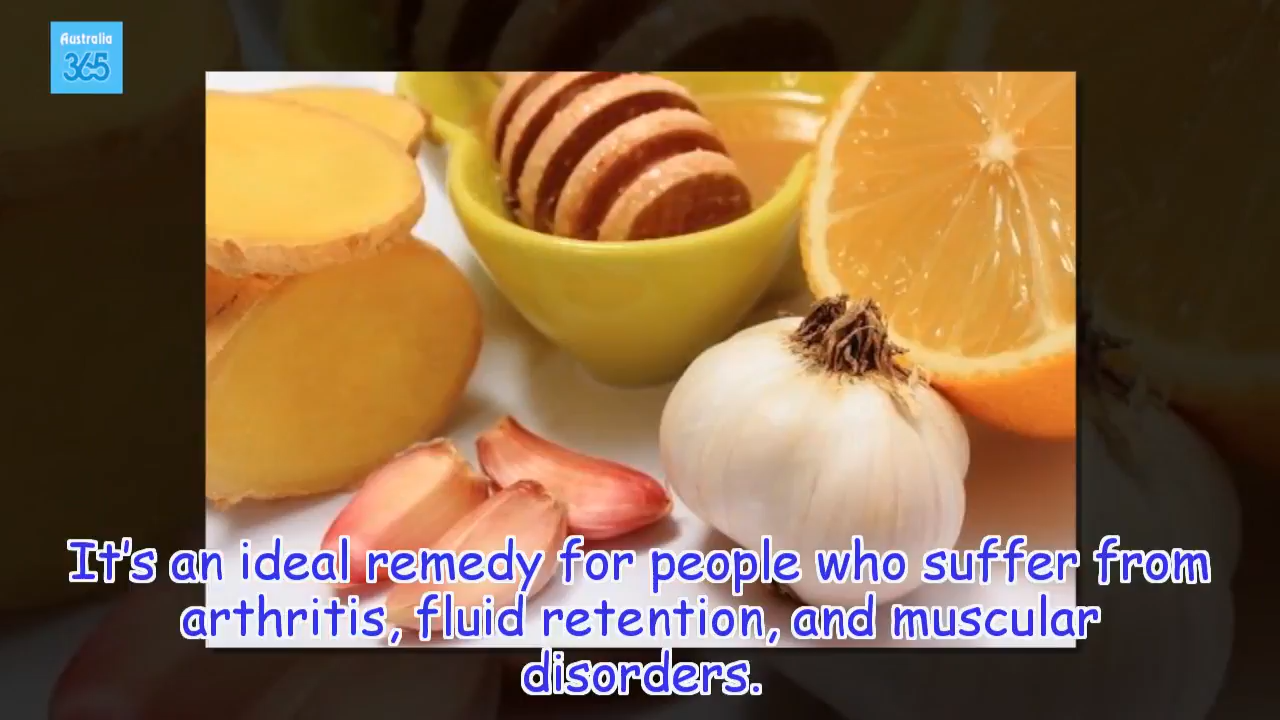 Australia
365
It's an ideal remedy for people who suffer from
arthritis, fluid retention, and muscular
disorders.